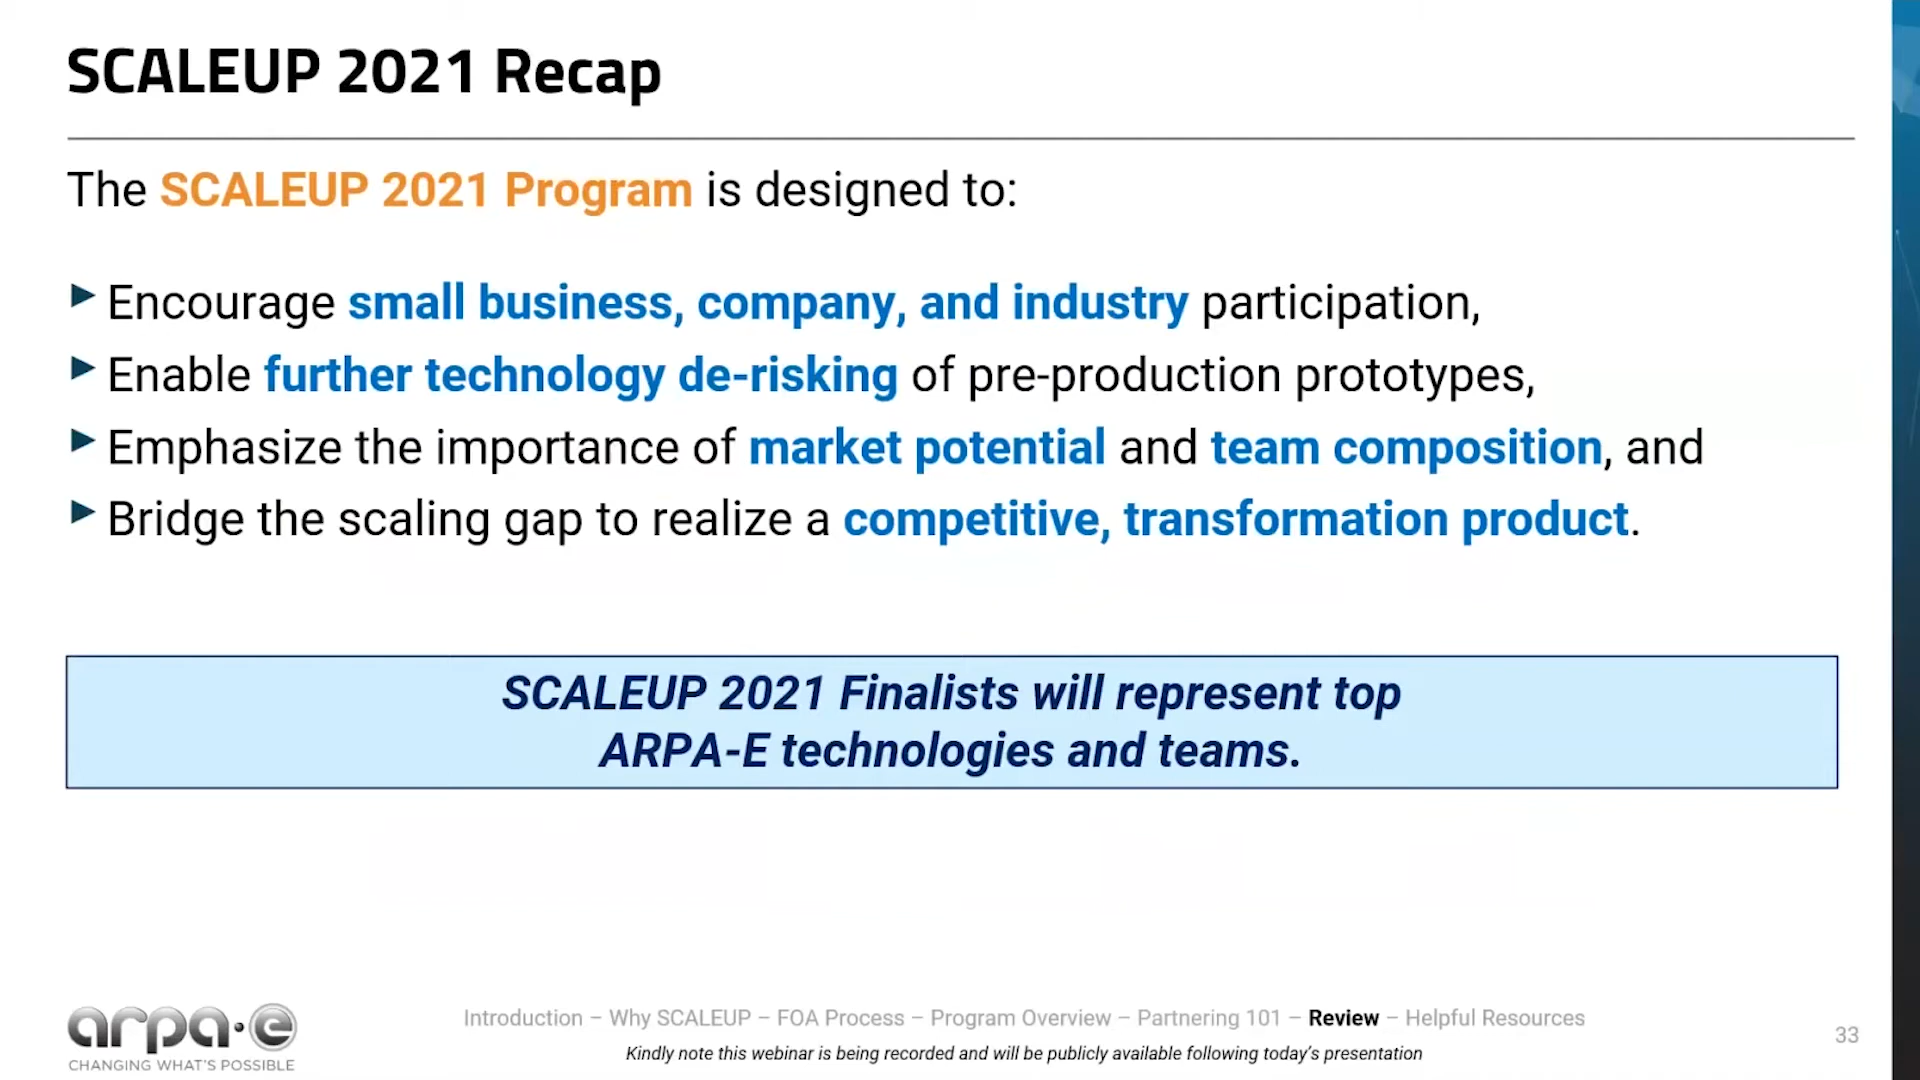 SCALEUP 2021 Recap
The SCALEUP 2021 Program is designed to:
Encourage small business, company, and industry participation,
Enable further technology de-risking of pre-production prototypes,
Emphasize the importance of market potential and team composition, and
Bridge the scaling gap to realize a competitive, transformation product.
SCALEUP 2021 Finalists will represent top
ARPA-E technologies and teams.
arpa·e
CHANGING WHAT'S POSSIBLE
Introduction – Why SCALEUP – FOA Process – Program Overview – Partnering 101 – Review – Helpful Resources
Kindly note this webinar is being recorded and will be publicly available following today's presentation
33